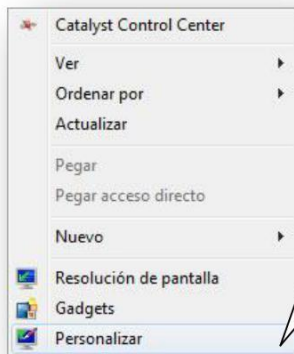 Catalyst Control Center
Ver
Ordenar por
Actualizar
Pegar
Pegar acceso directo
Nuevo
Resolución de pantalla
Gadgets
Personalizar